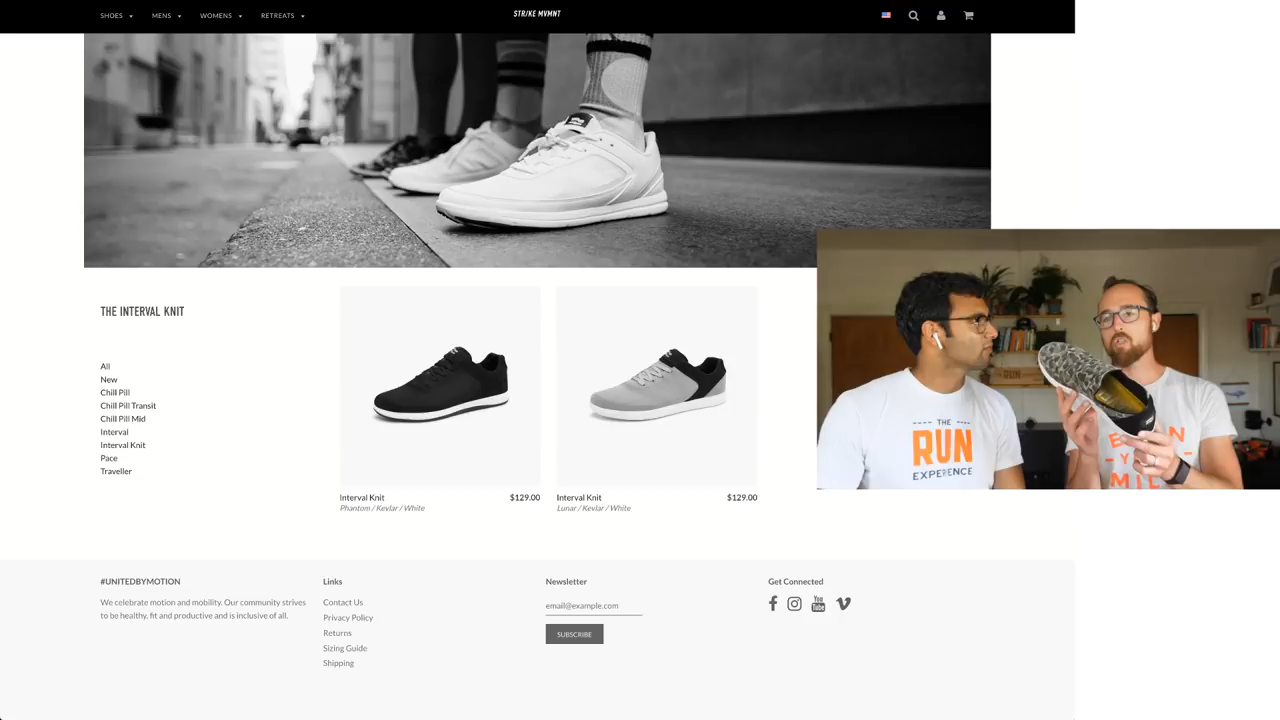 SHOES
MENS
WOMENS
RETREATS
STR/KE MVMNT
THE INTERVAL KNIT
All
New
Chill Pill
Chill Pill Transit
Chill Pill Mid
Interval
Interval Knit
Pace
Traveller
Interval Knit $129.00
Phantom / Kevlar / White
Interval Knit $129.00
Lunar / Kevlar / White
THE
RUN
EXPERIENCE
#UNITEDBYMOTION
We celebrate motion and mobility. Our community strives
to be healthy, fit and productive and is inclusive of all.
Links
Contact Us
Privacy Policy
Returns
Sizing Guide
Shipping
Newsletter
email@example.com
SUBSCRIBE
Get Connected
You
Tube